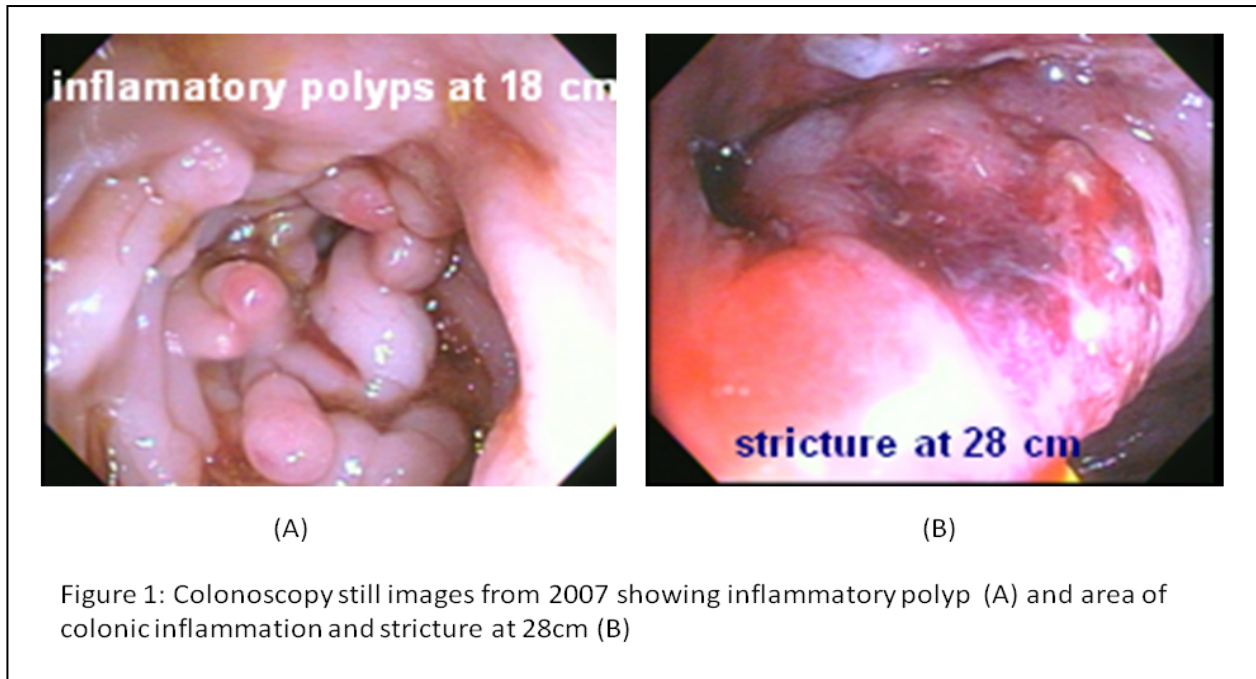 inflamatory polyps at 18 cm
stricture at 28 cm
(A)
(B)
Figure 1: Colonoscopy still images from 2007 showing inflammatory polyp (A) and area of
colonic inflammation and stricture at 28cm (B)